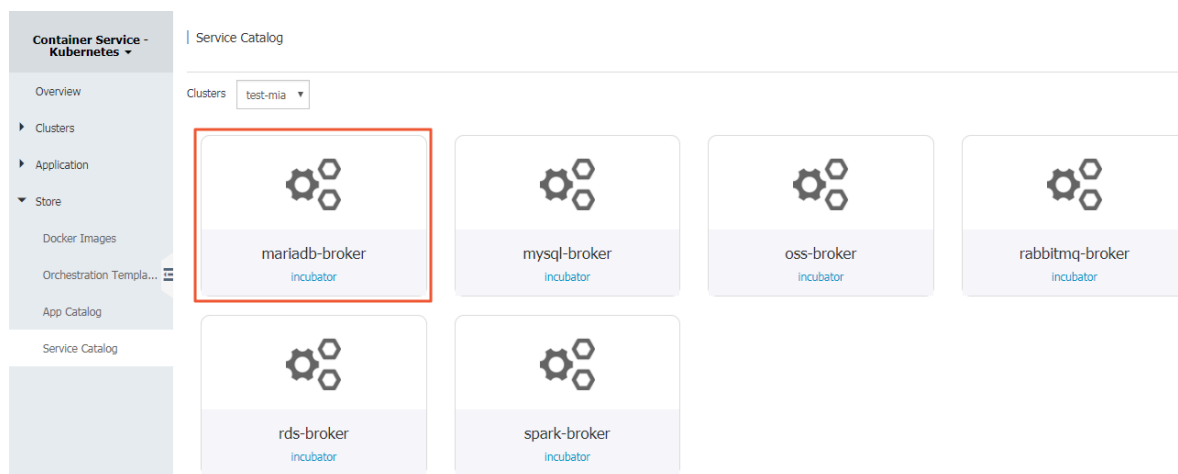 Container Service -
Kubernetes
Overview
Clusters
Application
Store
Docker Images
Orchestration Templa...
App Catalog
Service Catalog
Service Catalog
Clusters
test-mia
mariadb-broker
incubator
mysql-broker
incubator
oss-broker
incubator
rabbitmq-broker
incubator
rds-broker
incubator
spark-broker
incubator